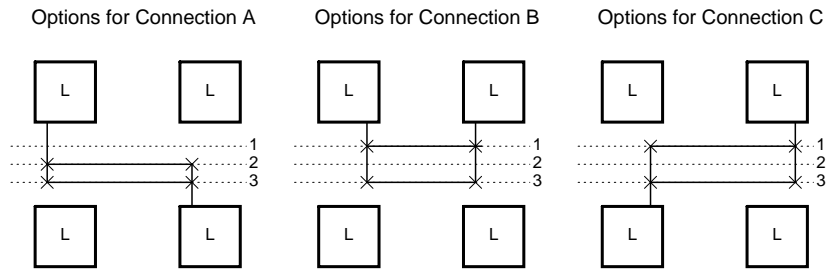 Options for Connection A
Options for Connection B
Options for Connection C
L L L L L L
1 1 1
2 2 2
3 3 3
L L L L L L